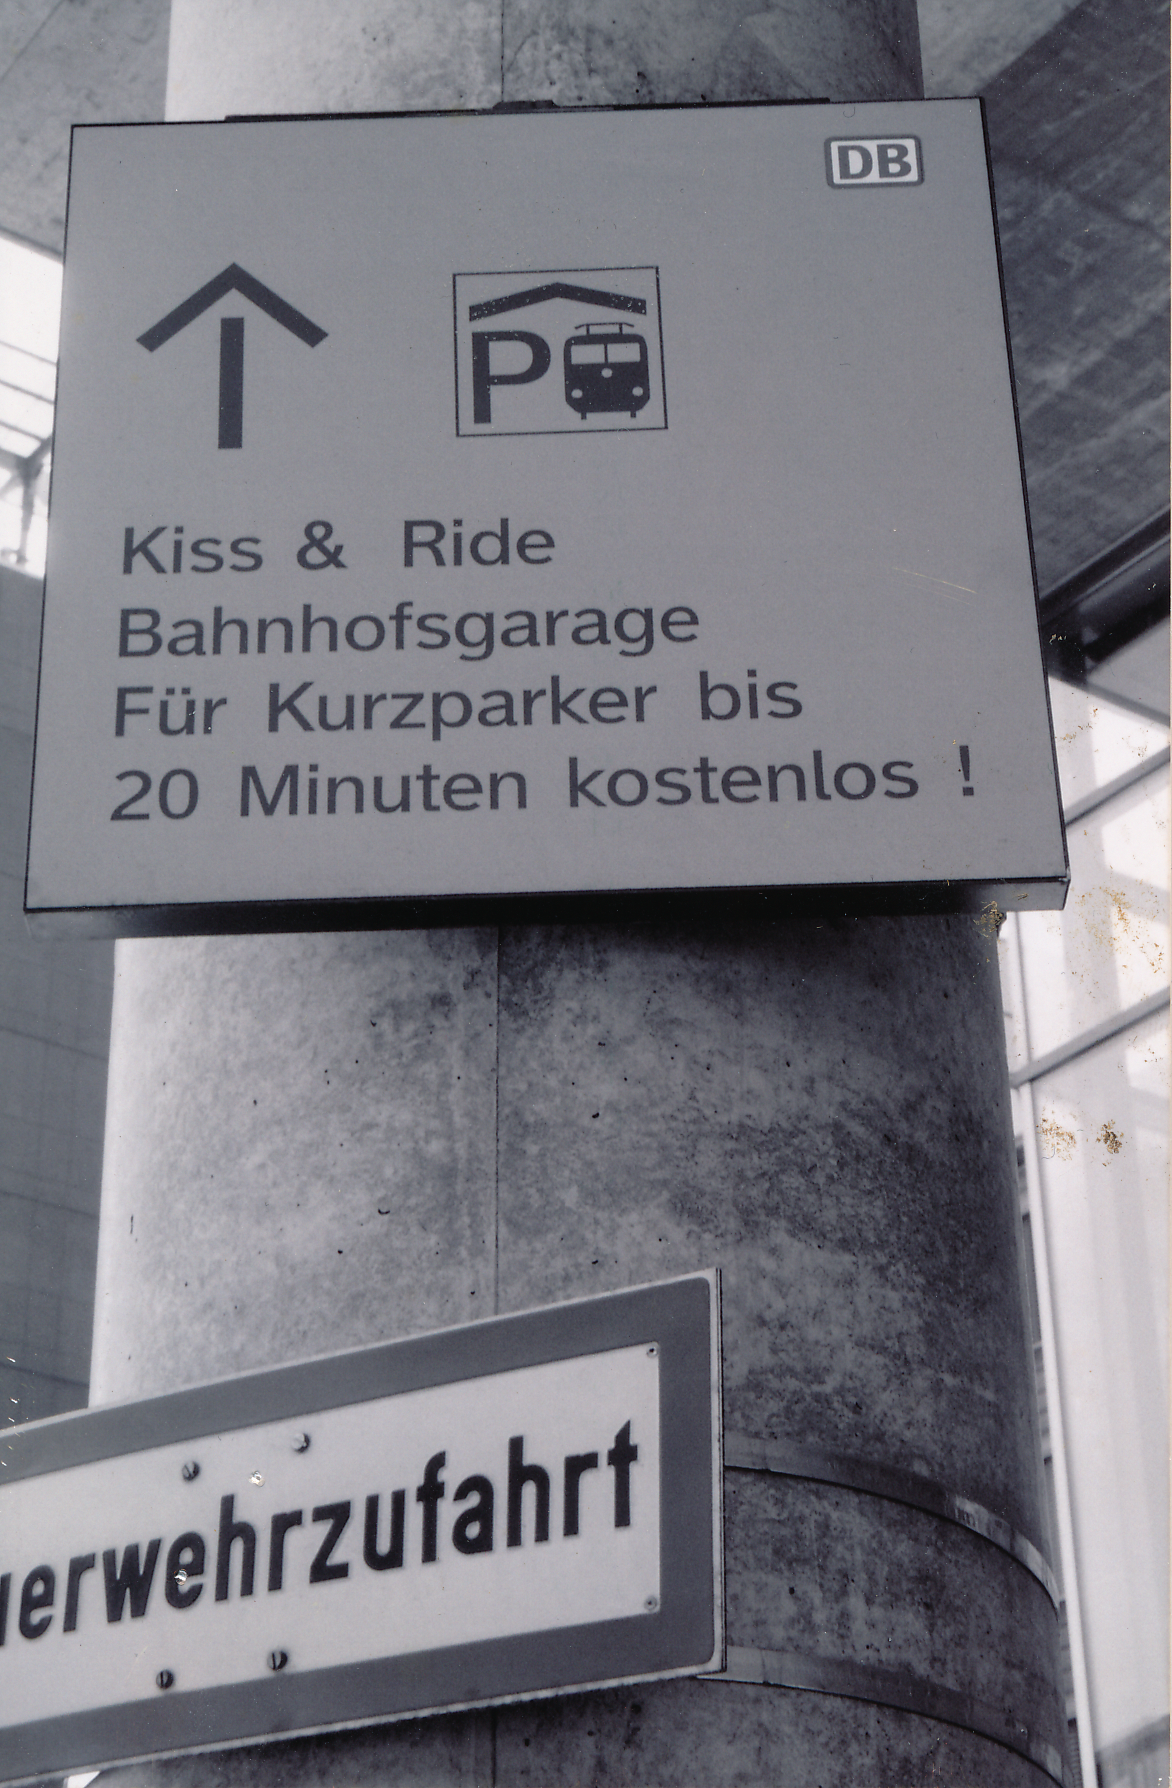 DB
P
Kiss & Ride
Bahnhofsgarage
Für Kurzparker bis
20 Minuten kostenlos !
uerwehrzufahrt